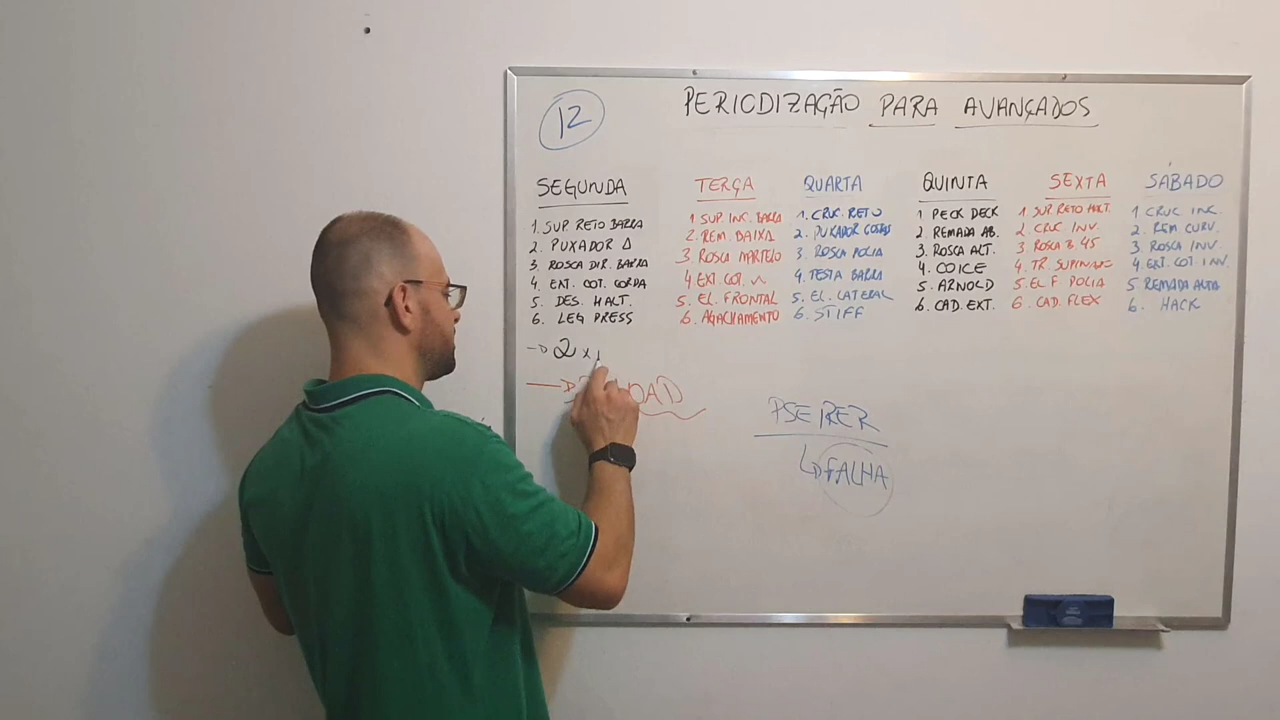 12
PERIODIZAÇÃO PARA AVANÇADOS
SEGUNDA
1. SUP RETO BARRA
2. PUXADOR Δ
3. ROSCA DIR. BARRA
4. EXT. COT. CORDA
5. DES. HALT.
6. LEG PRESS
→ 2 x
TERÇA
1 SUP. INC. BARRA
2. REM. BAIXA
3. ROSCA MARTELO
4. EXT. COT.
5. EL. FRONTAL
6. AGACHAMENTO
QUARTA
1. CRUC. RETO
2. PUXADOR COSTAS
3. ROSCA POLIA
4. TESTA BARRA
5. EL. LATERAL
6. STIFF
QUINTA
1 PECK DECK
2. REMADA AB.
3. ROSCA ALT.
4. COICE
5. ARNOLD
6. CAD. EXT.
SEXTA
1 SUP RETO HALT.
2 CRUC INV.
3 ROSCA B 45
4. TR. SUPINADO
5. EL F POLIA
6. CAD. FLEX
SÁBADO
1 CRUC INC.
2. REM CURV.
3 ROSCA INV.
4. EXT. COT INV.
5 REMADA ALTA
6. HACK
PSE RER
↳ FALHA